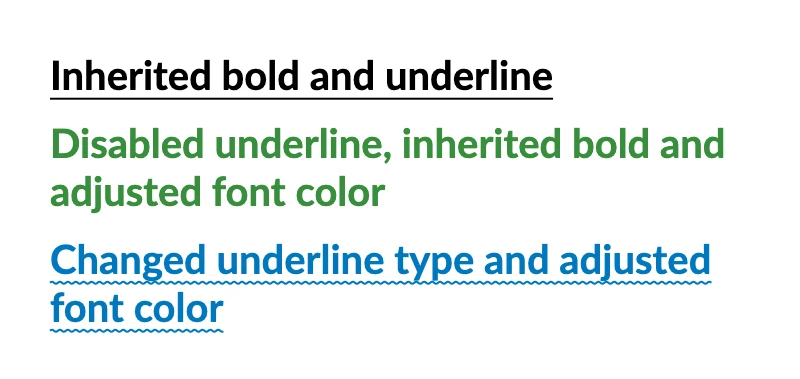 Inherited bold and underline
Disabled underline, inherited bold and
adjusted font color
Changed underline type and adjusted
font color